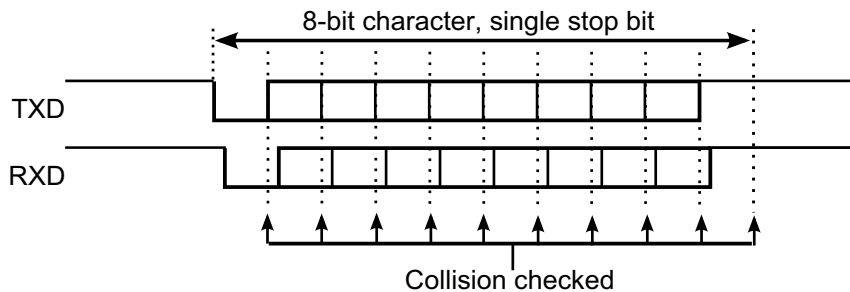 8-bit character, single stop bit
TXD
RXD
Collision checked